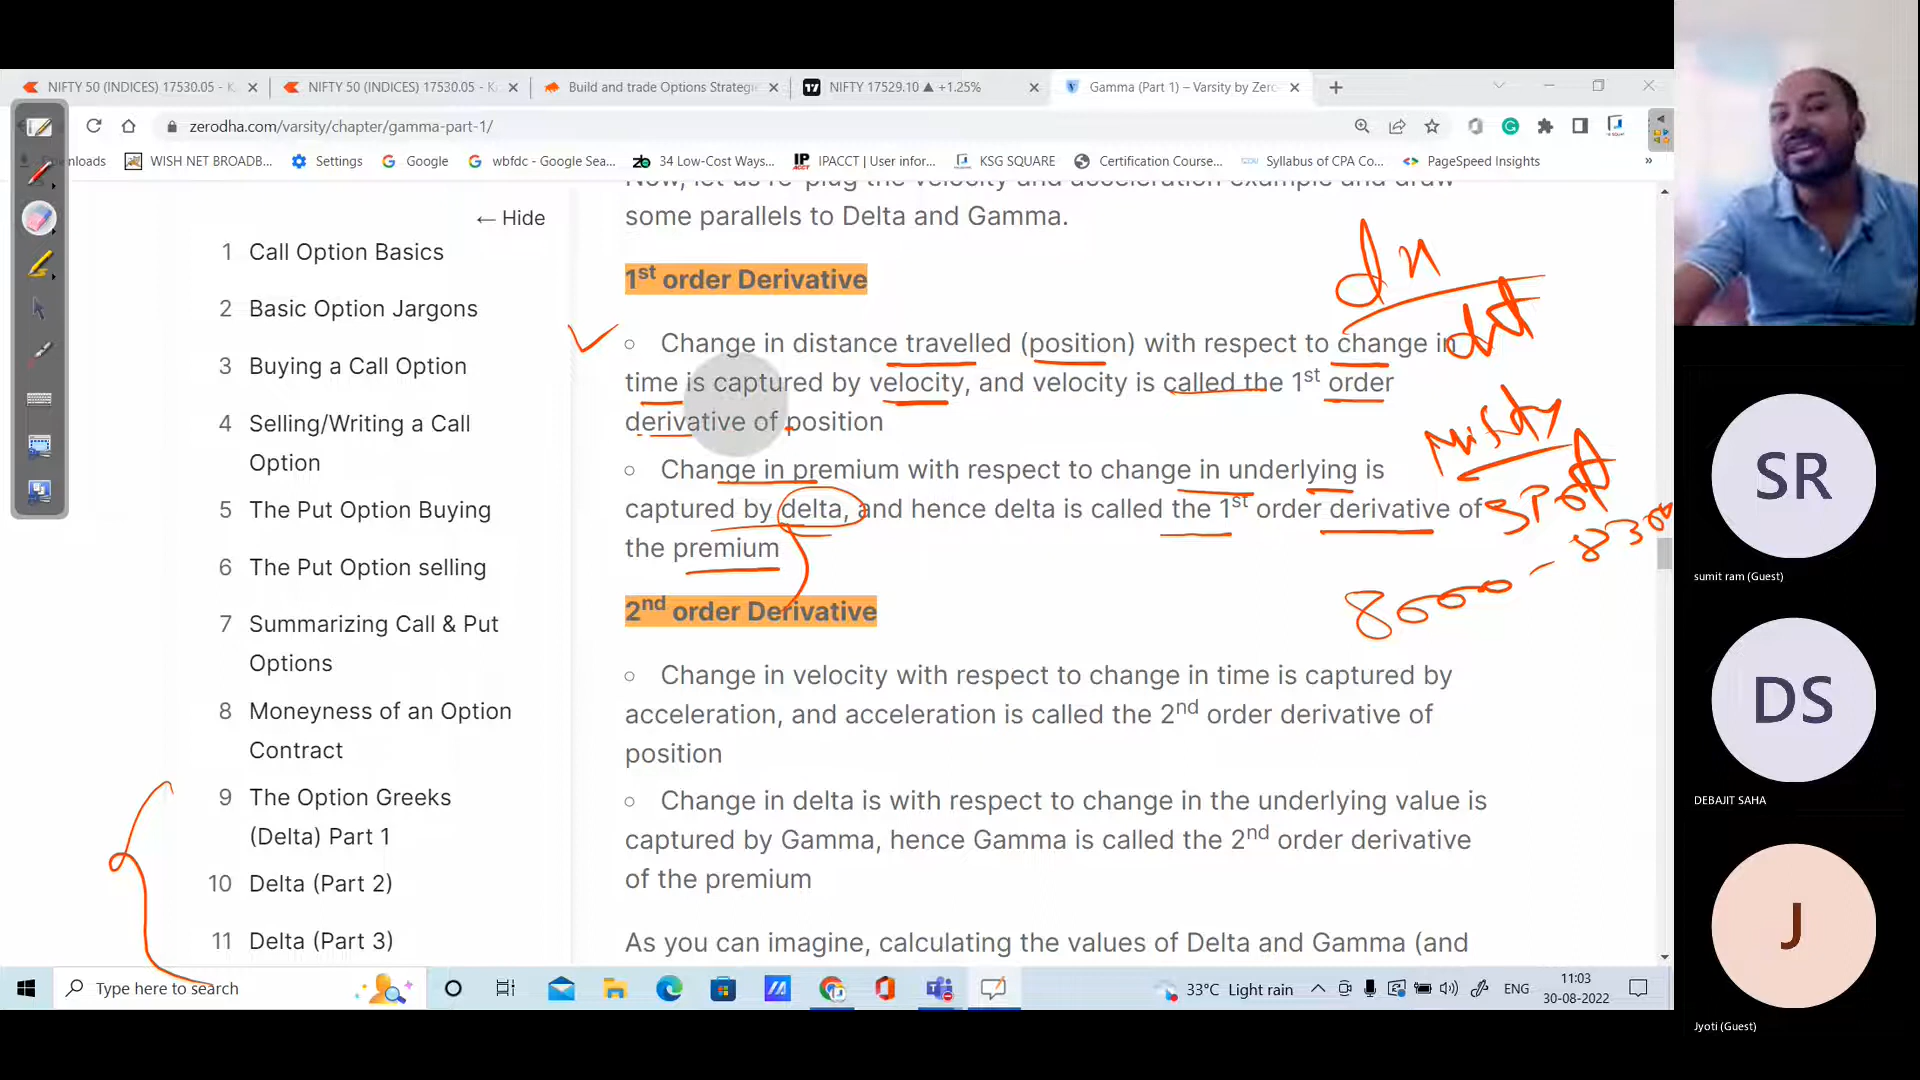 NIFTY 50 (INDICES) 17530.05 - K
NIFTY 50 (INDICES) 17530.05 - K
Build and trade Options Strategi
NIFTY 17529.10 ▲ +1.25%
Gamma (Part 1) – Varsity by Zero
zerodha.com/varsity/chapter/gamma-part-1/
WISH NET BROADB...
Settings
Google
wbfdc - Google Sea...
34 Low-Cost Ways...
IPACCT | User infor...
KSG SQUARE
Certification Course...
Syllabus of CPA Co...
PageSpeed Insights
»
← Hide
1 Call Option Basics
2 Basic Option Jargons
3 Buying a Call Option
4 Selling/Writing a Call
Option
5 The Put Option Buying
6 The Put Option selling
7 Summarizing Call & Put
Options
8 Moneyness of an Option
Contract
9 The Option Greeks
(Delta) Part 1
10 Delta (Part 2)
11 Delta (Part 3)
Now, let us re-plug the velocity and acceleration example and draw
some parallels to Delta and Gamma.
1st order Derivative
Change in distance travelled (position) with respect to change in
time is captured by velocity, and velocity is called the 1st order
derivative of position
Change in premium with respect to change in underlying is
captured by delta, and hence delta is called the 1st order derivative of
the premium
2nd order Derivative
Change in velocity with respect to change in time is captured by
acceleration, and acceleration is called the 2nd order derivative of
position
Change in delta is with respect to change in the underlying value is
captured by Gamma, hence Gamma is called the 2nd order derivative
of the premium
As you can imagine, calculating the values of Delta and Gamma (and
Spot
SR
sumit ram (Guest)
DS
DEBAJIT SAHA
J
Jyoti (Guest)
Type here to search
33°C Light rain
ENG
11:03
30-08-2022